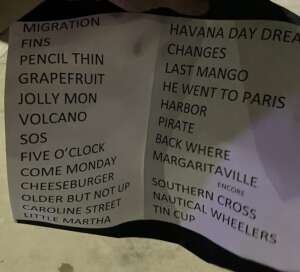 MIGRATION
FINS
PENCIL THIN
GRAPEFRUIT
JOLLY MON
VOLCANO
SOS
FIVE O'CLOCK
COME MONDAY
CHEESEBURGER
OLDER BUT NOT UP
CAROLINE STREET
LITTLE MARTHA
HAVANA DAY DREA
CHANGES
LAST MANGO
HE WENT TO PARIS
HARBOR
PIRATE
BACK WHERE
MARGARITAVILLE
ENCORE
SOUTHERN CROSS
NAUTICAL WHEELERS
TIN CUP